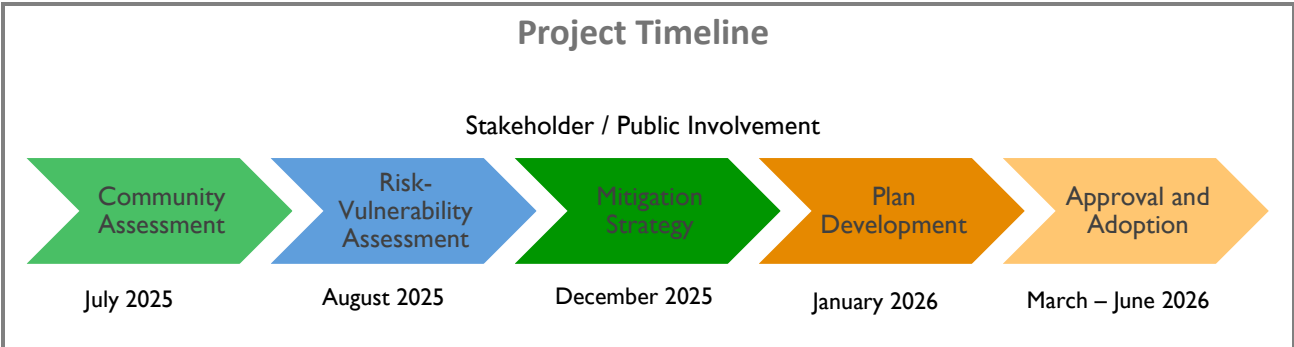 Project Timeline
Stakeholder / Public Involvement
Community
Assessment
Risk-
Vulnerability
Assessment
Mitigation
Strategy
Plan
Development
Approval and
Adoption
July 2025
August 2025
December 2025
January 2026
March – June 2026